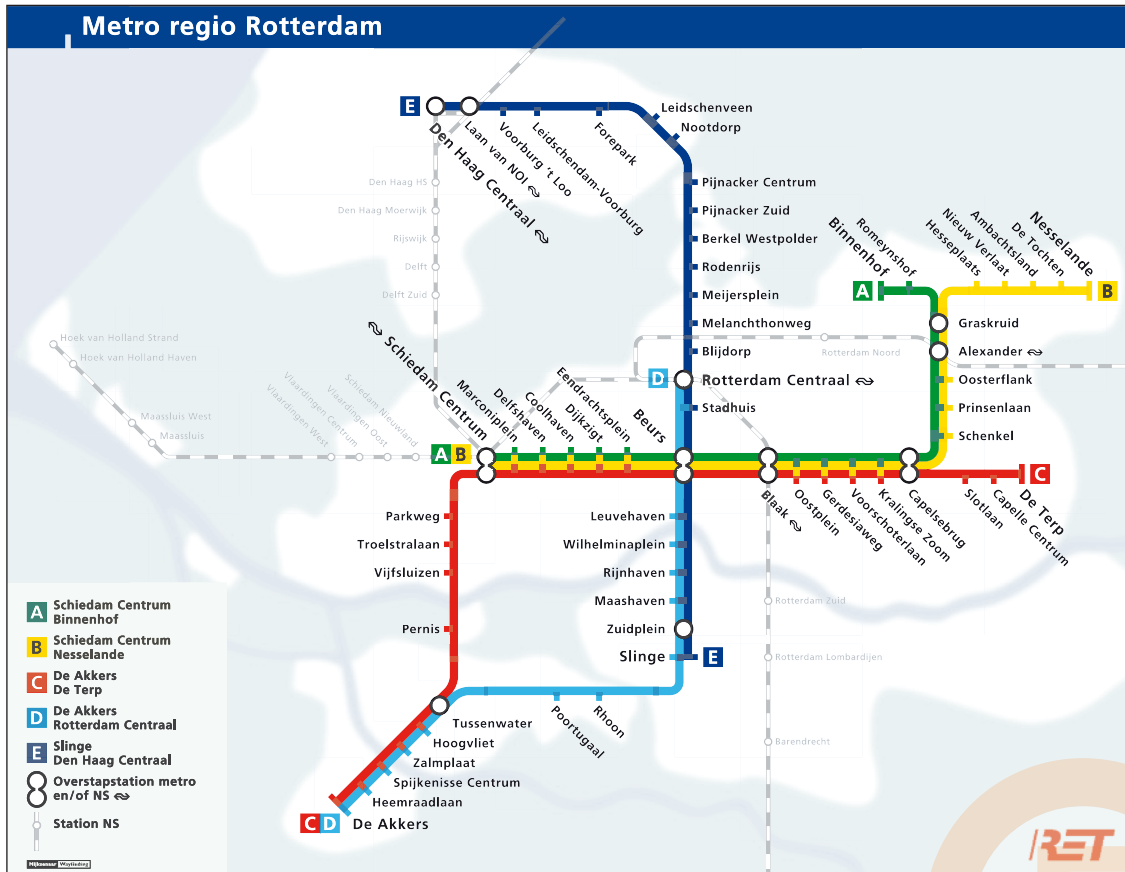 Metro regio Rotterdam
E
Den Haag Centraal
Laan van NOI
Voorburg 't Loo
Leidschendam-Voorburg
Forepark
Leidschenveen
Nootdorp
Pijnacker Centrum
Pijnacker Zuid
Berkel Westpolder
Rodenrijs
Meijersplein
Melanchthonweg
Blijdorp
D
Rotterdam Centraal
Stadhuis
Den Haag HS
Den Haag Moerwijk
Rijswijk
Delft
Delft Zuid
A
Binnenhof
Romeynshof
Hesseplaats
Nieuw Verlaat
Ambachtsland
De Tochten
Nesselande
B
Graskruid
Alexander
Oosterflank
Prinsenlaan
Schenkel
Rotterdam Noord
Hoek van Holland Strand
Hoek van Holland Haven
Maassluis West
Maassluis
Vlaardingen West
Vlaardingen Centrum
Vlaardingen Oost
Schiedam Nieuwland
A B
Schiedam Centrum
Marconiplein
Delfshaven
Coolhaven
Dijkzigt
Eendrachtsplein
Beurs
Blaak
Oostplein
Gerdesiaweg
Voorschoterlaan
Kralingse Zoom
Capelsebrug
Slotlaan
Capelle Centrum
De Terp
C
Parkweg
Troelstralaan
Vijfsluizen
Pernis
Leuvehaven
Wilhelminaplein
Rijnhaven
Maashaven
Zuidplein
Slinge
E
Rotterdam Zuid
Rotterdam Lombardijen
Barendrecht
Tussenwater
Hoogvliet
Zalmplaat
Spijkenisse Centrum
Heemraadlaan
C D
De Akkers
Poortugaal
Rhoon
A
Schiedam Centrum
Binnenhof
B
Schiedam Centrum
Nesselande
C
De Akkers
De Terp
D
De Akkers
Rotterdam Centraal
E
Slinge
Den Haag Centraal
Overstapstation metro
en/of NS
Station NS
Mijksenaar Wayfinding
RET